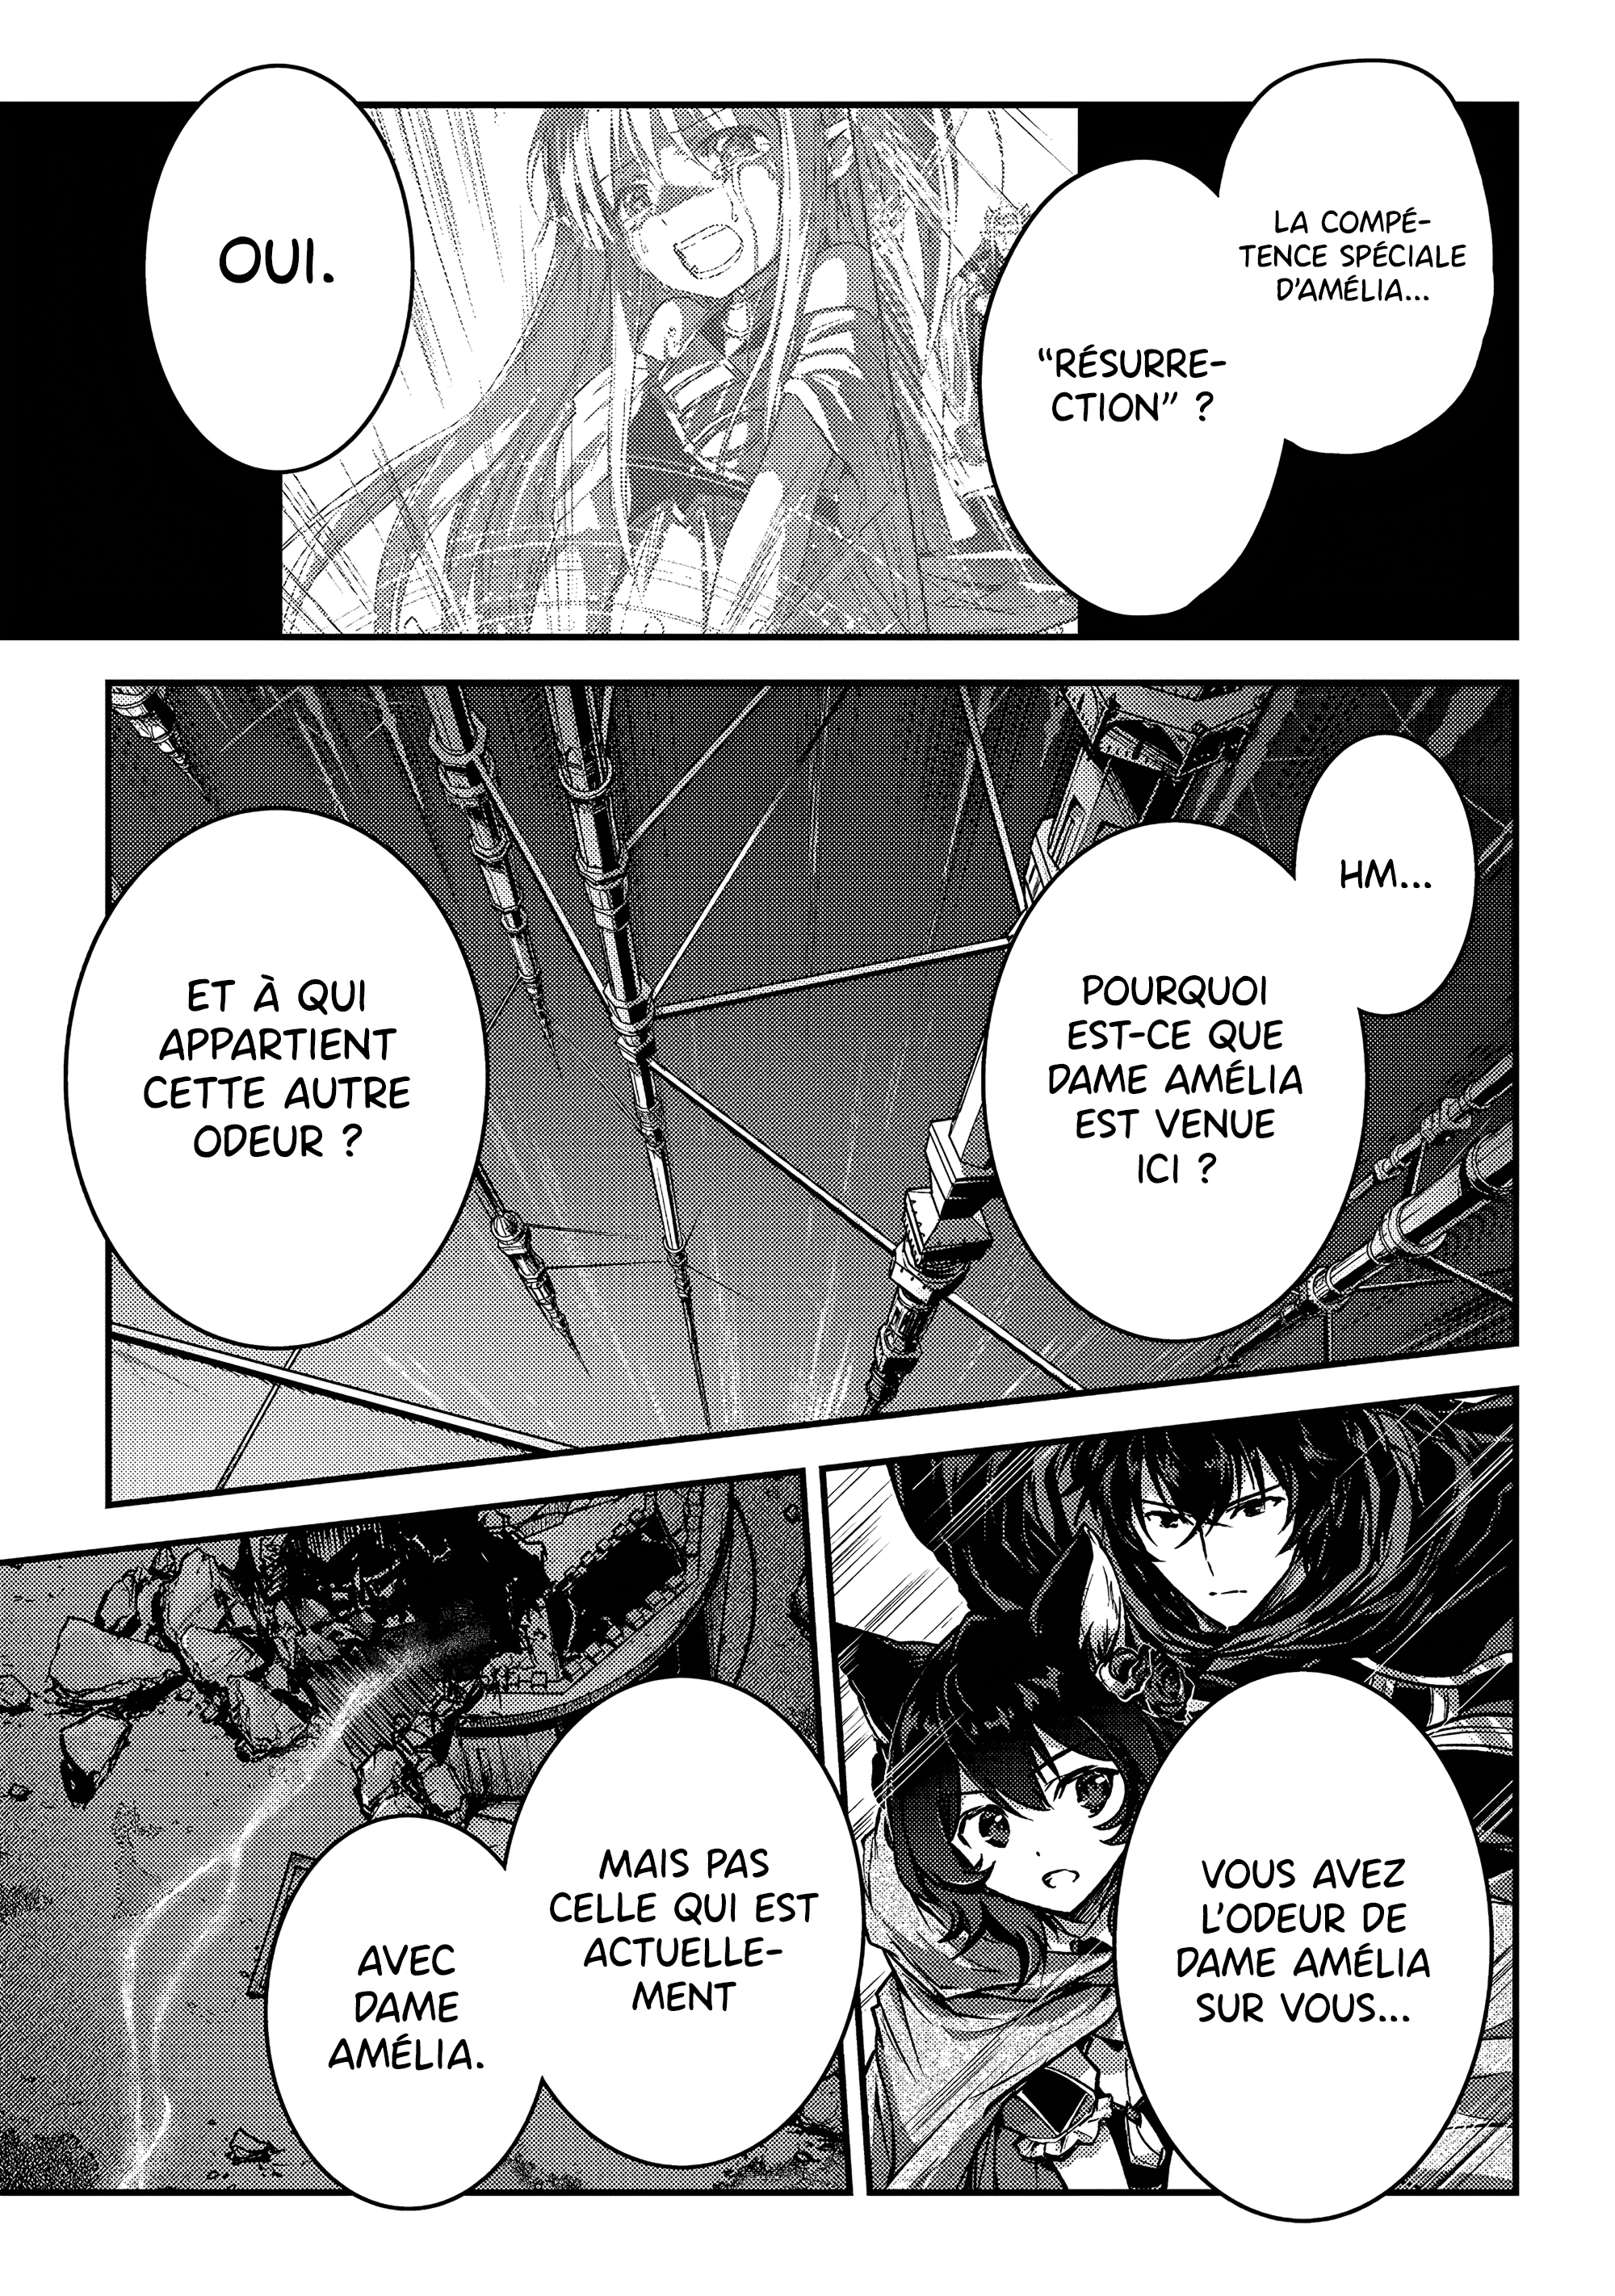 LA COMPÉ-
TENCE SPÉCIALE
D'AMÉLIA...
“RÉSURRE-
CTION” ?
OUI.
HM...
POURQUOI
EST-CE QUE
DAME AMÉLIA
EST VENUE
ICI ?
ET À QUI
APPARTIENT
CETTE AUTRE
ODEUR ?
VOUS AVEZ
L'ODEUR DE
DAME AMÉLIA
SUR VOUS...
MAIS PAS
CELLE QUI EST
ACTUELLE-
MENT
AVEC
DAME
AMÉLIA.